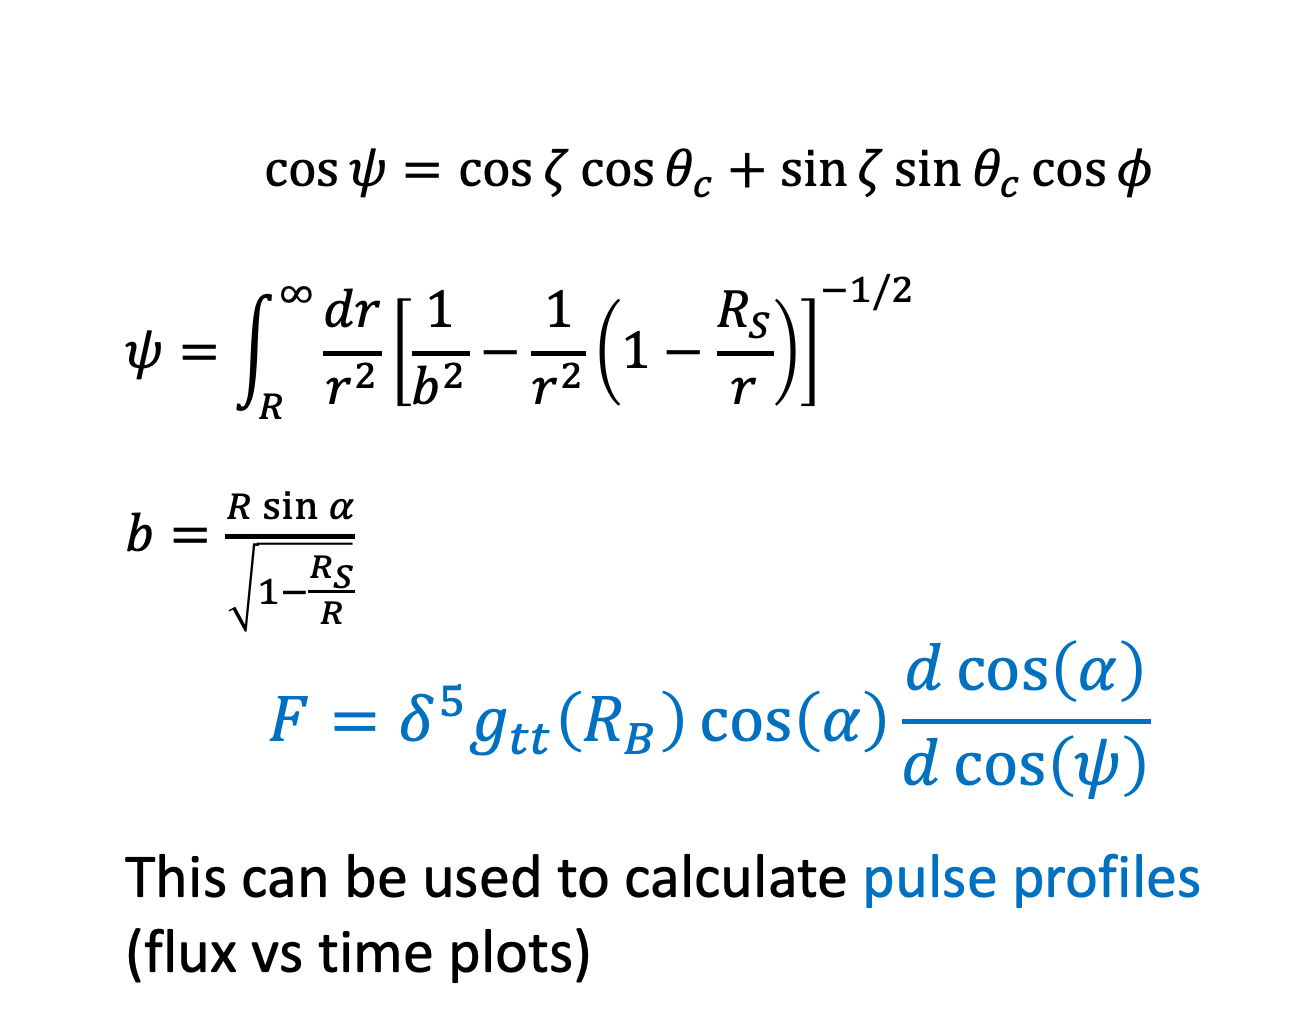 cos ψ = cos ζ cos θ_c + sin ζ sin θ_c cos ϕ
ψ = ∫_R^∞ dr/r² [1/b² − 1/r² (1 − R_S/r)]^{−1/2}
b = R sin α / √(1−R_S/R)
F = δ⁵ g_tt(R_B) cos(α) d cos(α)/d cos(ψ)
This can be used to calculate pulse profiles
(flux vs time plots)